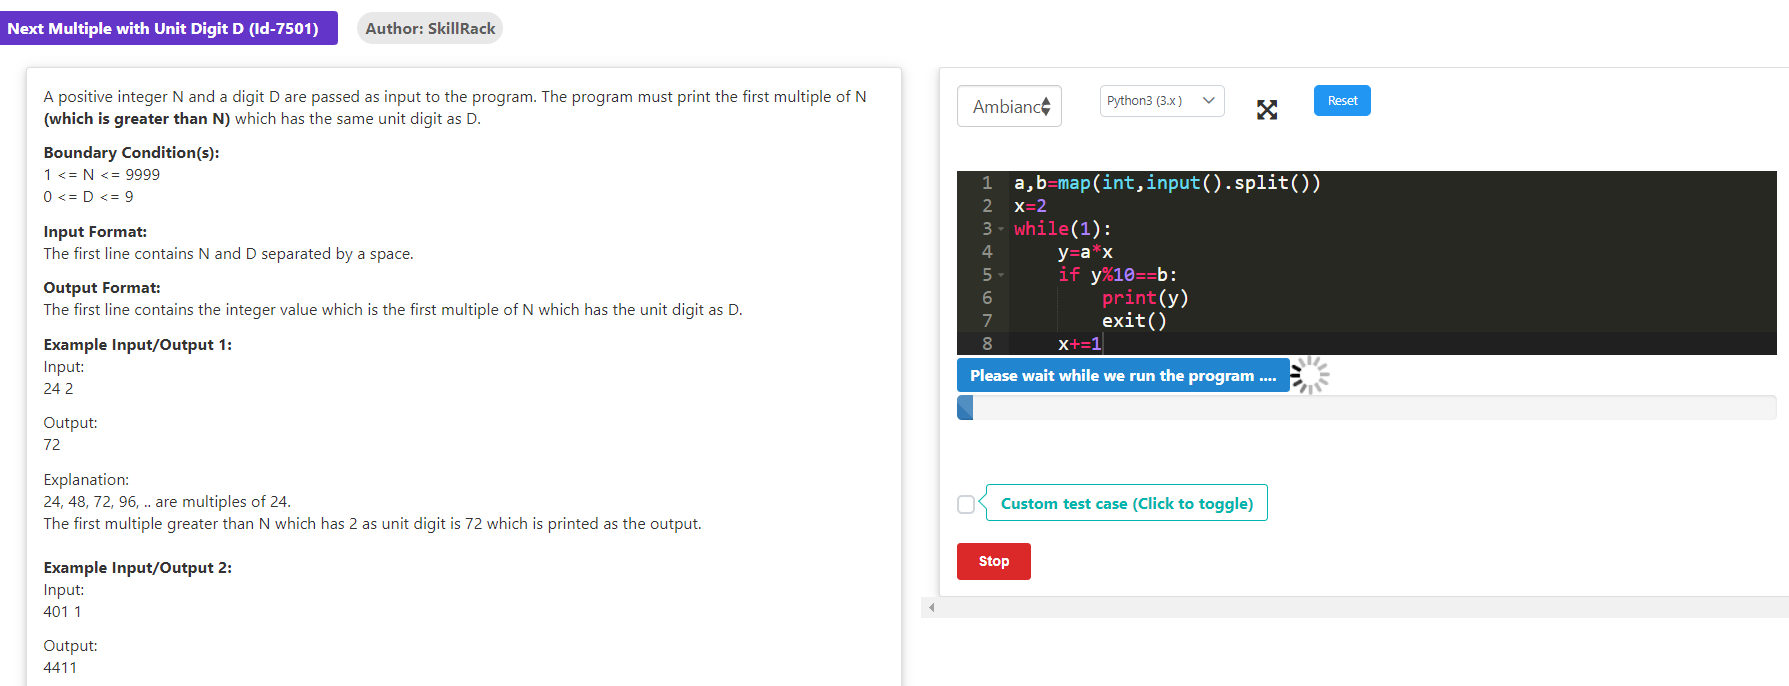 Next Multiple with Unit Digit D (Id-7501)
Author: SkillRack
A positive integer N and a digit D are passed as input to the program. The program must print the first multiple of N
(which is greater than N) which has the same unit digit as D.
Boundary Condition(s):
1 <= N <= 9999
0 <= D <= 9
Input Format:
The first line contains N and D separated by a space.
Output Format:
The first line contains the integer value which is the first multiple of N which has the unit digit as D.
Example Input/Output 1:
Input:
24 2
Output:
72
Explanation:
24, 48, 72, 96, .. are multiples of 24.
The first multiple greater than N which has 2 as unit digit is 72 which is printed as the output.
Example Input/Output 2:
Input:
401 1
Output:
4411
Ambianc
Python3 (3.x)
Reset
1 a,b=map(int,input().split())
2 x=2
3 while(1):
4     y=a*x
5     if y%10==b:
6         print(y)
7         exit()
8     x+=1
Please wait while we run the program ....
Custom test case (Click to toggle)
Stop